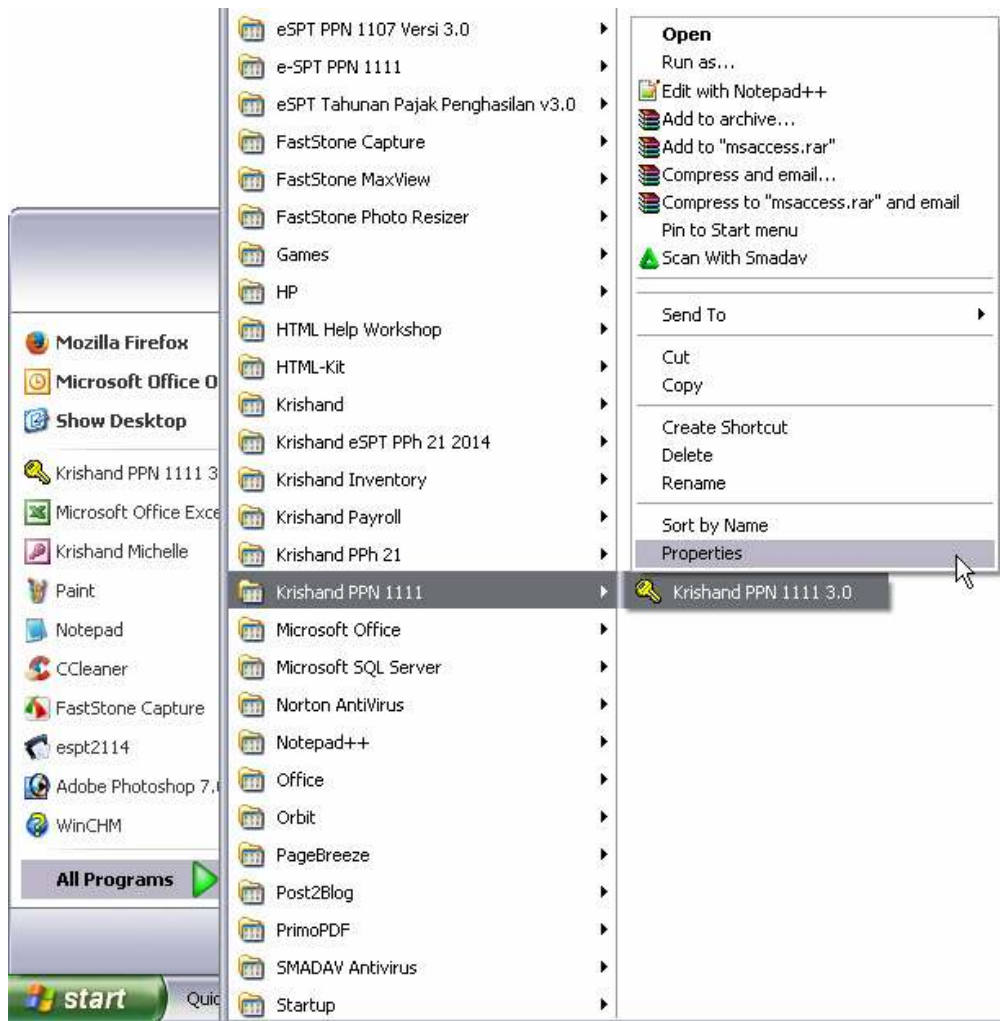 Mozilla Firefox
Microsoft Office O
Show Desktop
Krishand PPN 1111 3
Microsoft Office Exce
Krishand Michelle
Paint
Notepad
CCleaner
FastStone Capture
espt2114
Adobe Photoshop 7.
WinCHM
All Programs
start
Quic
eSPT PPN 1107 Versi 3.0
e-SPT PPN 1111
eSPT Tahunan Pajak Penghasilan v3.0
FastStone Capture
FastStone MaxView
FastStone Photo Resizer
Games
HP
HTML Help Workshop
HTML-Kit
Krishand
Krishand eSPT PPh 21 2014
Krishand Inventory
Krishand Payroll
Krishand PPh 21
Krishand PPN 1111
Microsoft Office
Microsoft SQL Server
Norton AntiVirus
Notepad++
Office
Orbit
PageBreeze
Post2Blog
PrimoPDF
SMADAV Antivirus
Startup
Open
Run as...
Edit with Notepad++
Add to archive...
Add to "msaccess.rar"
Compress and email...
Compress to "msaccess.rar" and email
Pin to Start menu
Scan With Smadav
Send To
Cut
Copy
Create Shortcut
Delete
Rename
Sort by Name
Properties
Krishand PPN 1111 3.0